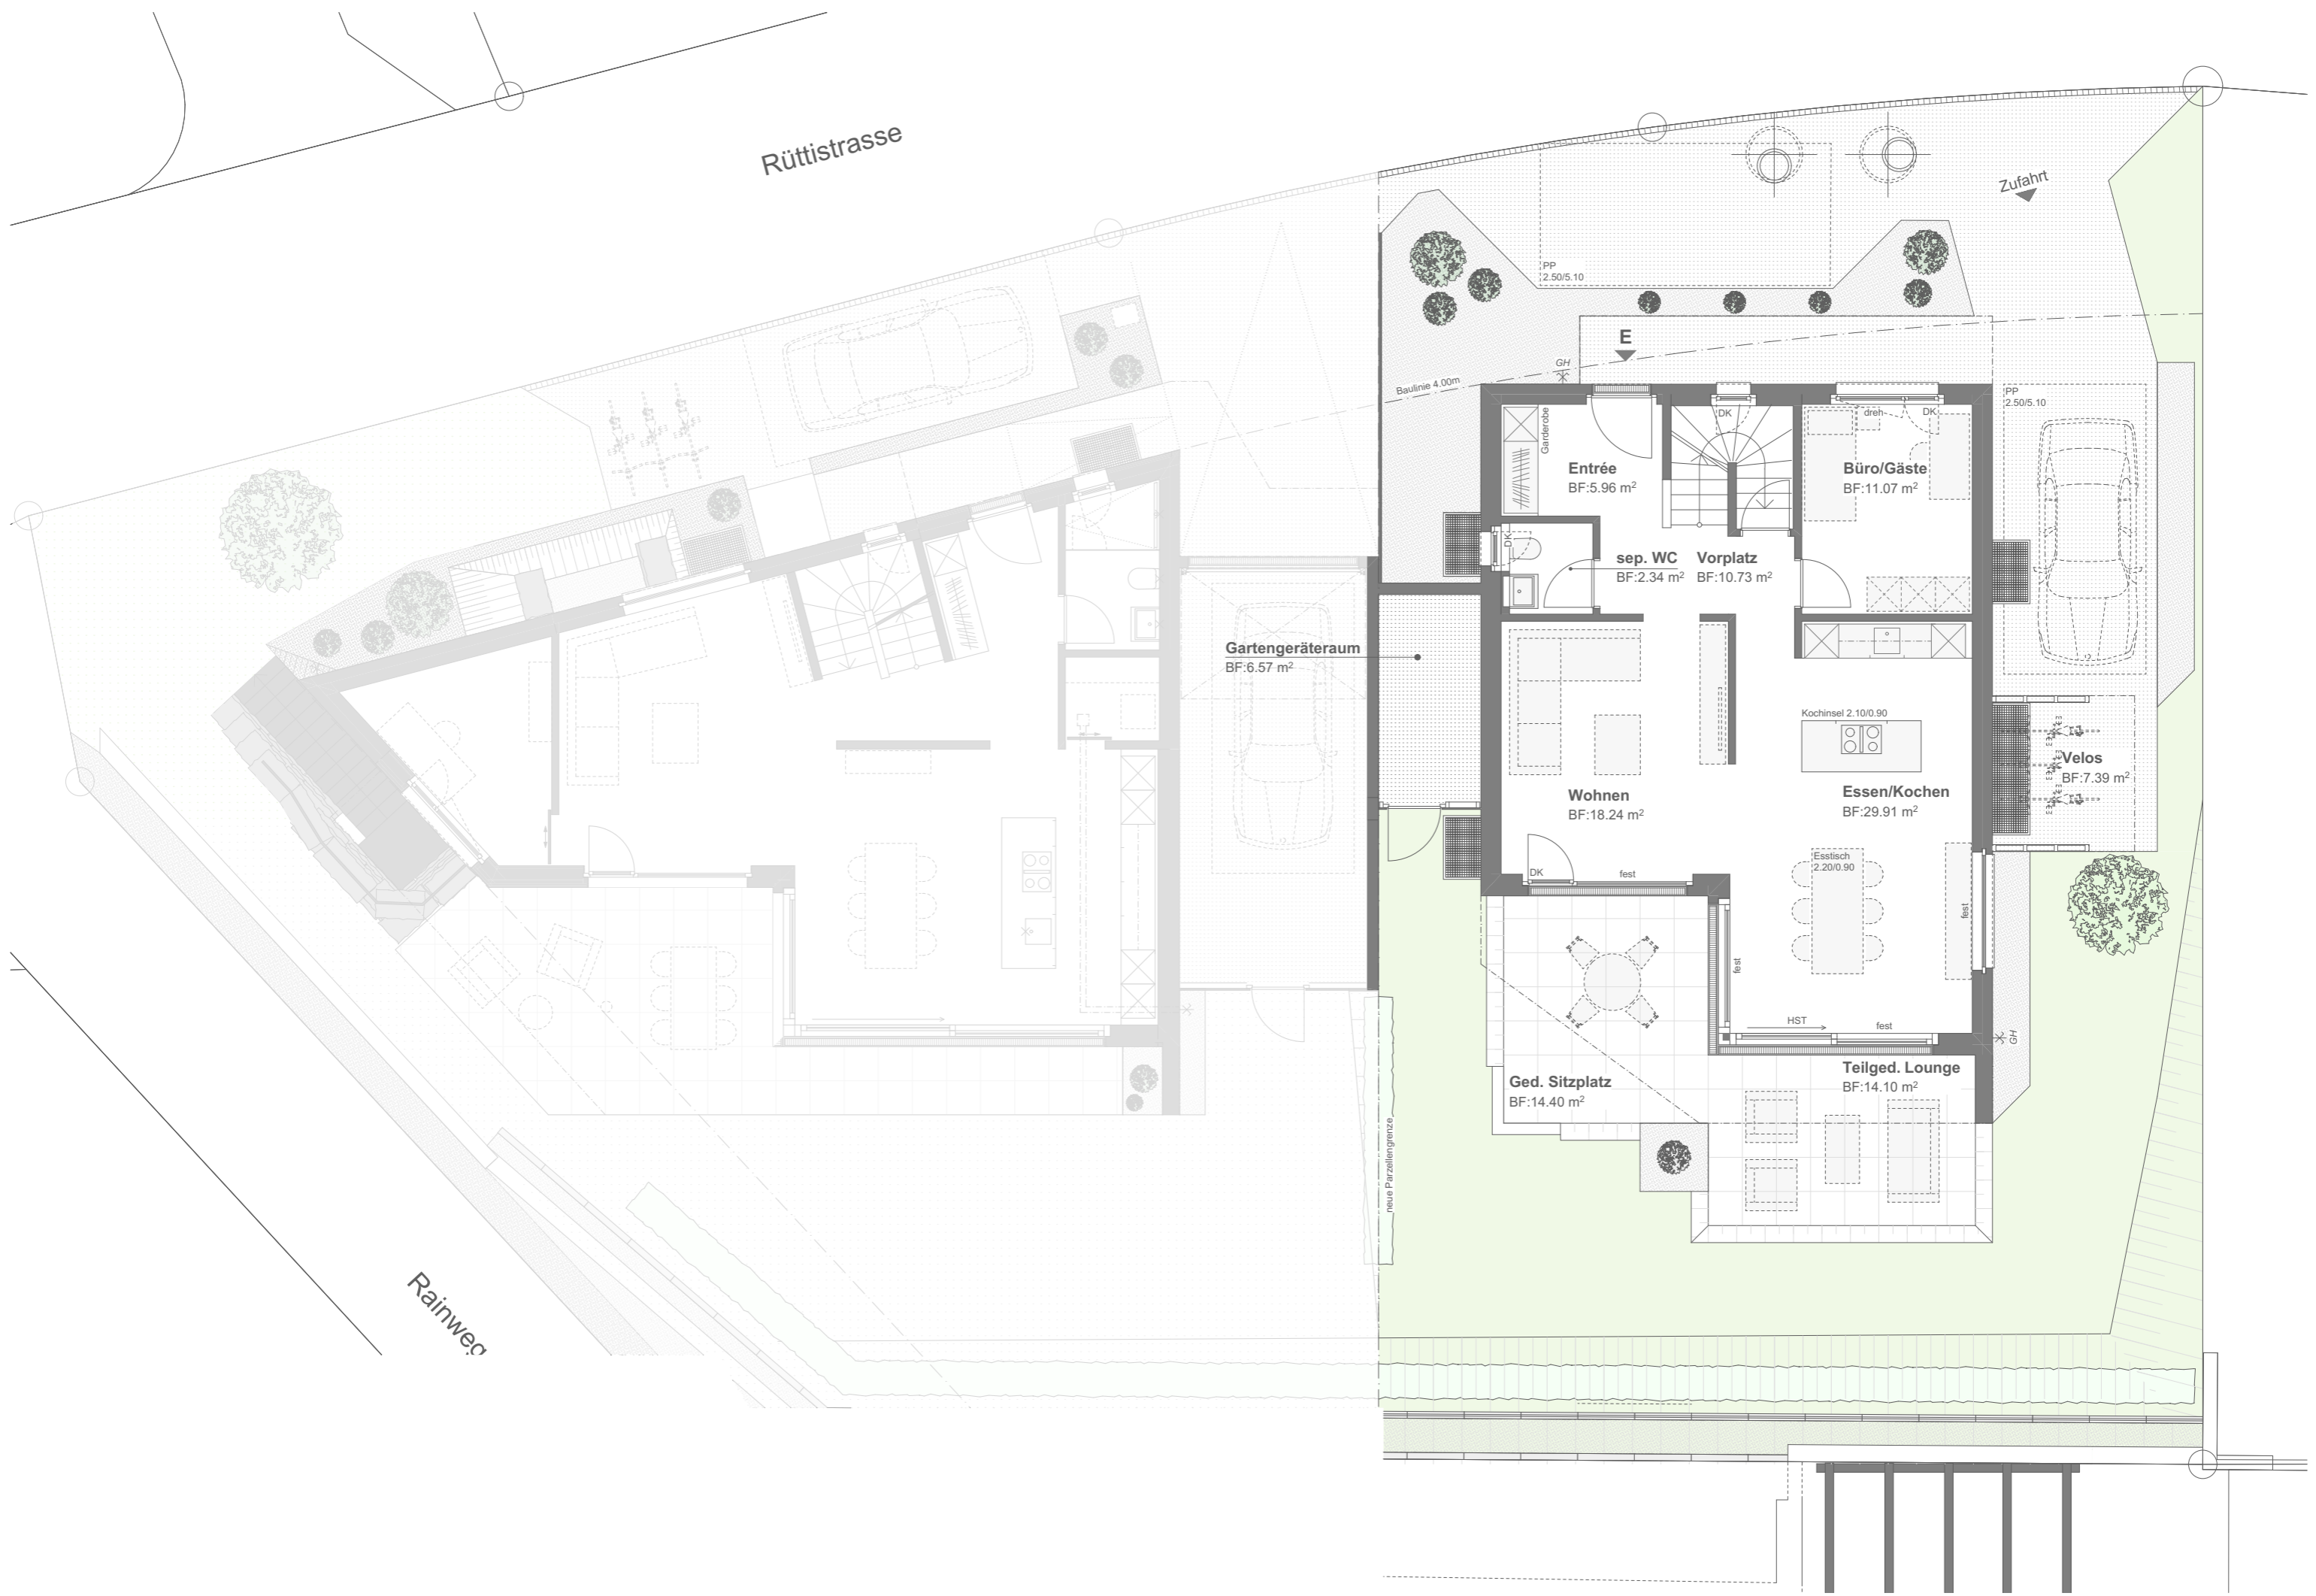 Rüttistrasse
Zufahrt
PP
2.50/5.10
E
GH
Baulinie 4.00m
PP
2.50/5.10
DK
dreh
DK
Garderobe
Entrée
BF:5.96 m²
Büro/Gäste
BF:11.07 m²
DK
sep. WC
BF:2.34 m²
Vorplatz
BF:10.73 m²
Gartengeräteraum
BF:6.57 m²
Kochinsel 2.10/0.90
Velos
BF:7.39 m²
Wohnen
BF:18.24 m²
Essen/Kochen
BF:29.91 m²
Esstisch
2.20/0.90
DK
fest
fest
fest
HST
fest
GH
Ged. Sitzplatz
BF:14.40 m²
Teilged. Lounge
BF:14.10 m²
neue Parzellengrenze
Rainweg